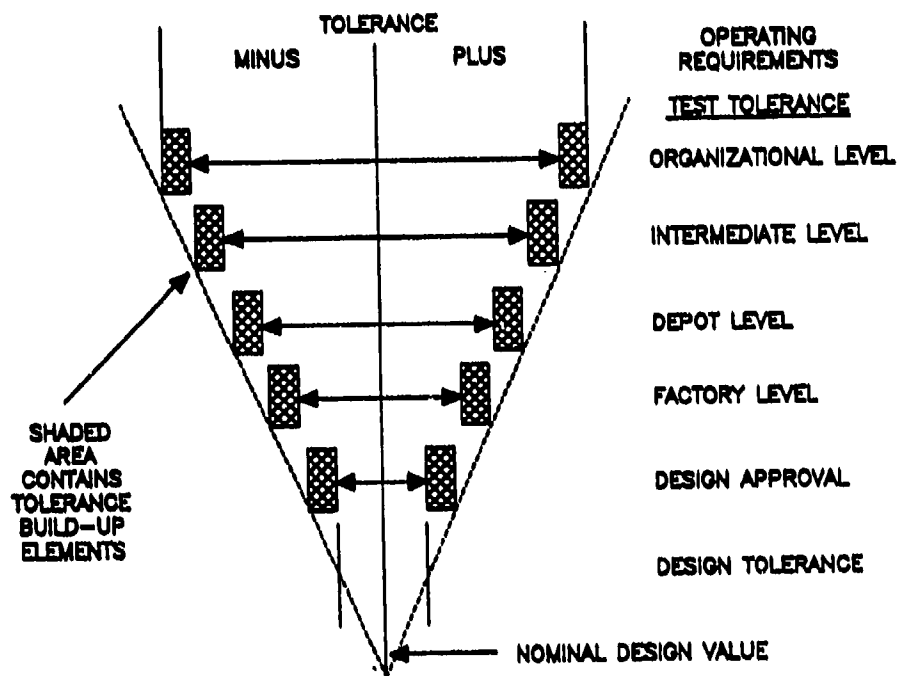 TOLERANCE
MINUS
PLUS
OPERATING
REQUIREMENTS
TEST TOLERANCE
ORGANIZATIONAL LEVEL
INTERMEDIATE LEVEL
DEPOT LEVEL
FACTORY LEVEL
DESIGN APPROVAL
DESIGN TOLERANCE
SHADED
AREA
CONTAINS
TOLERANCE
BUILD-UP
ELEMENTS
NOMINAL DESIGN VALUE